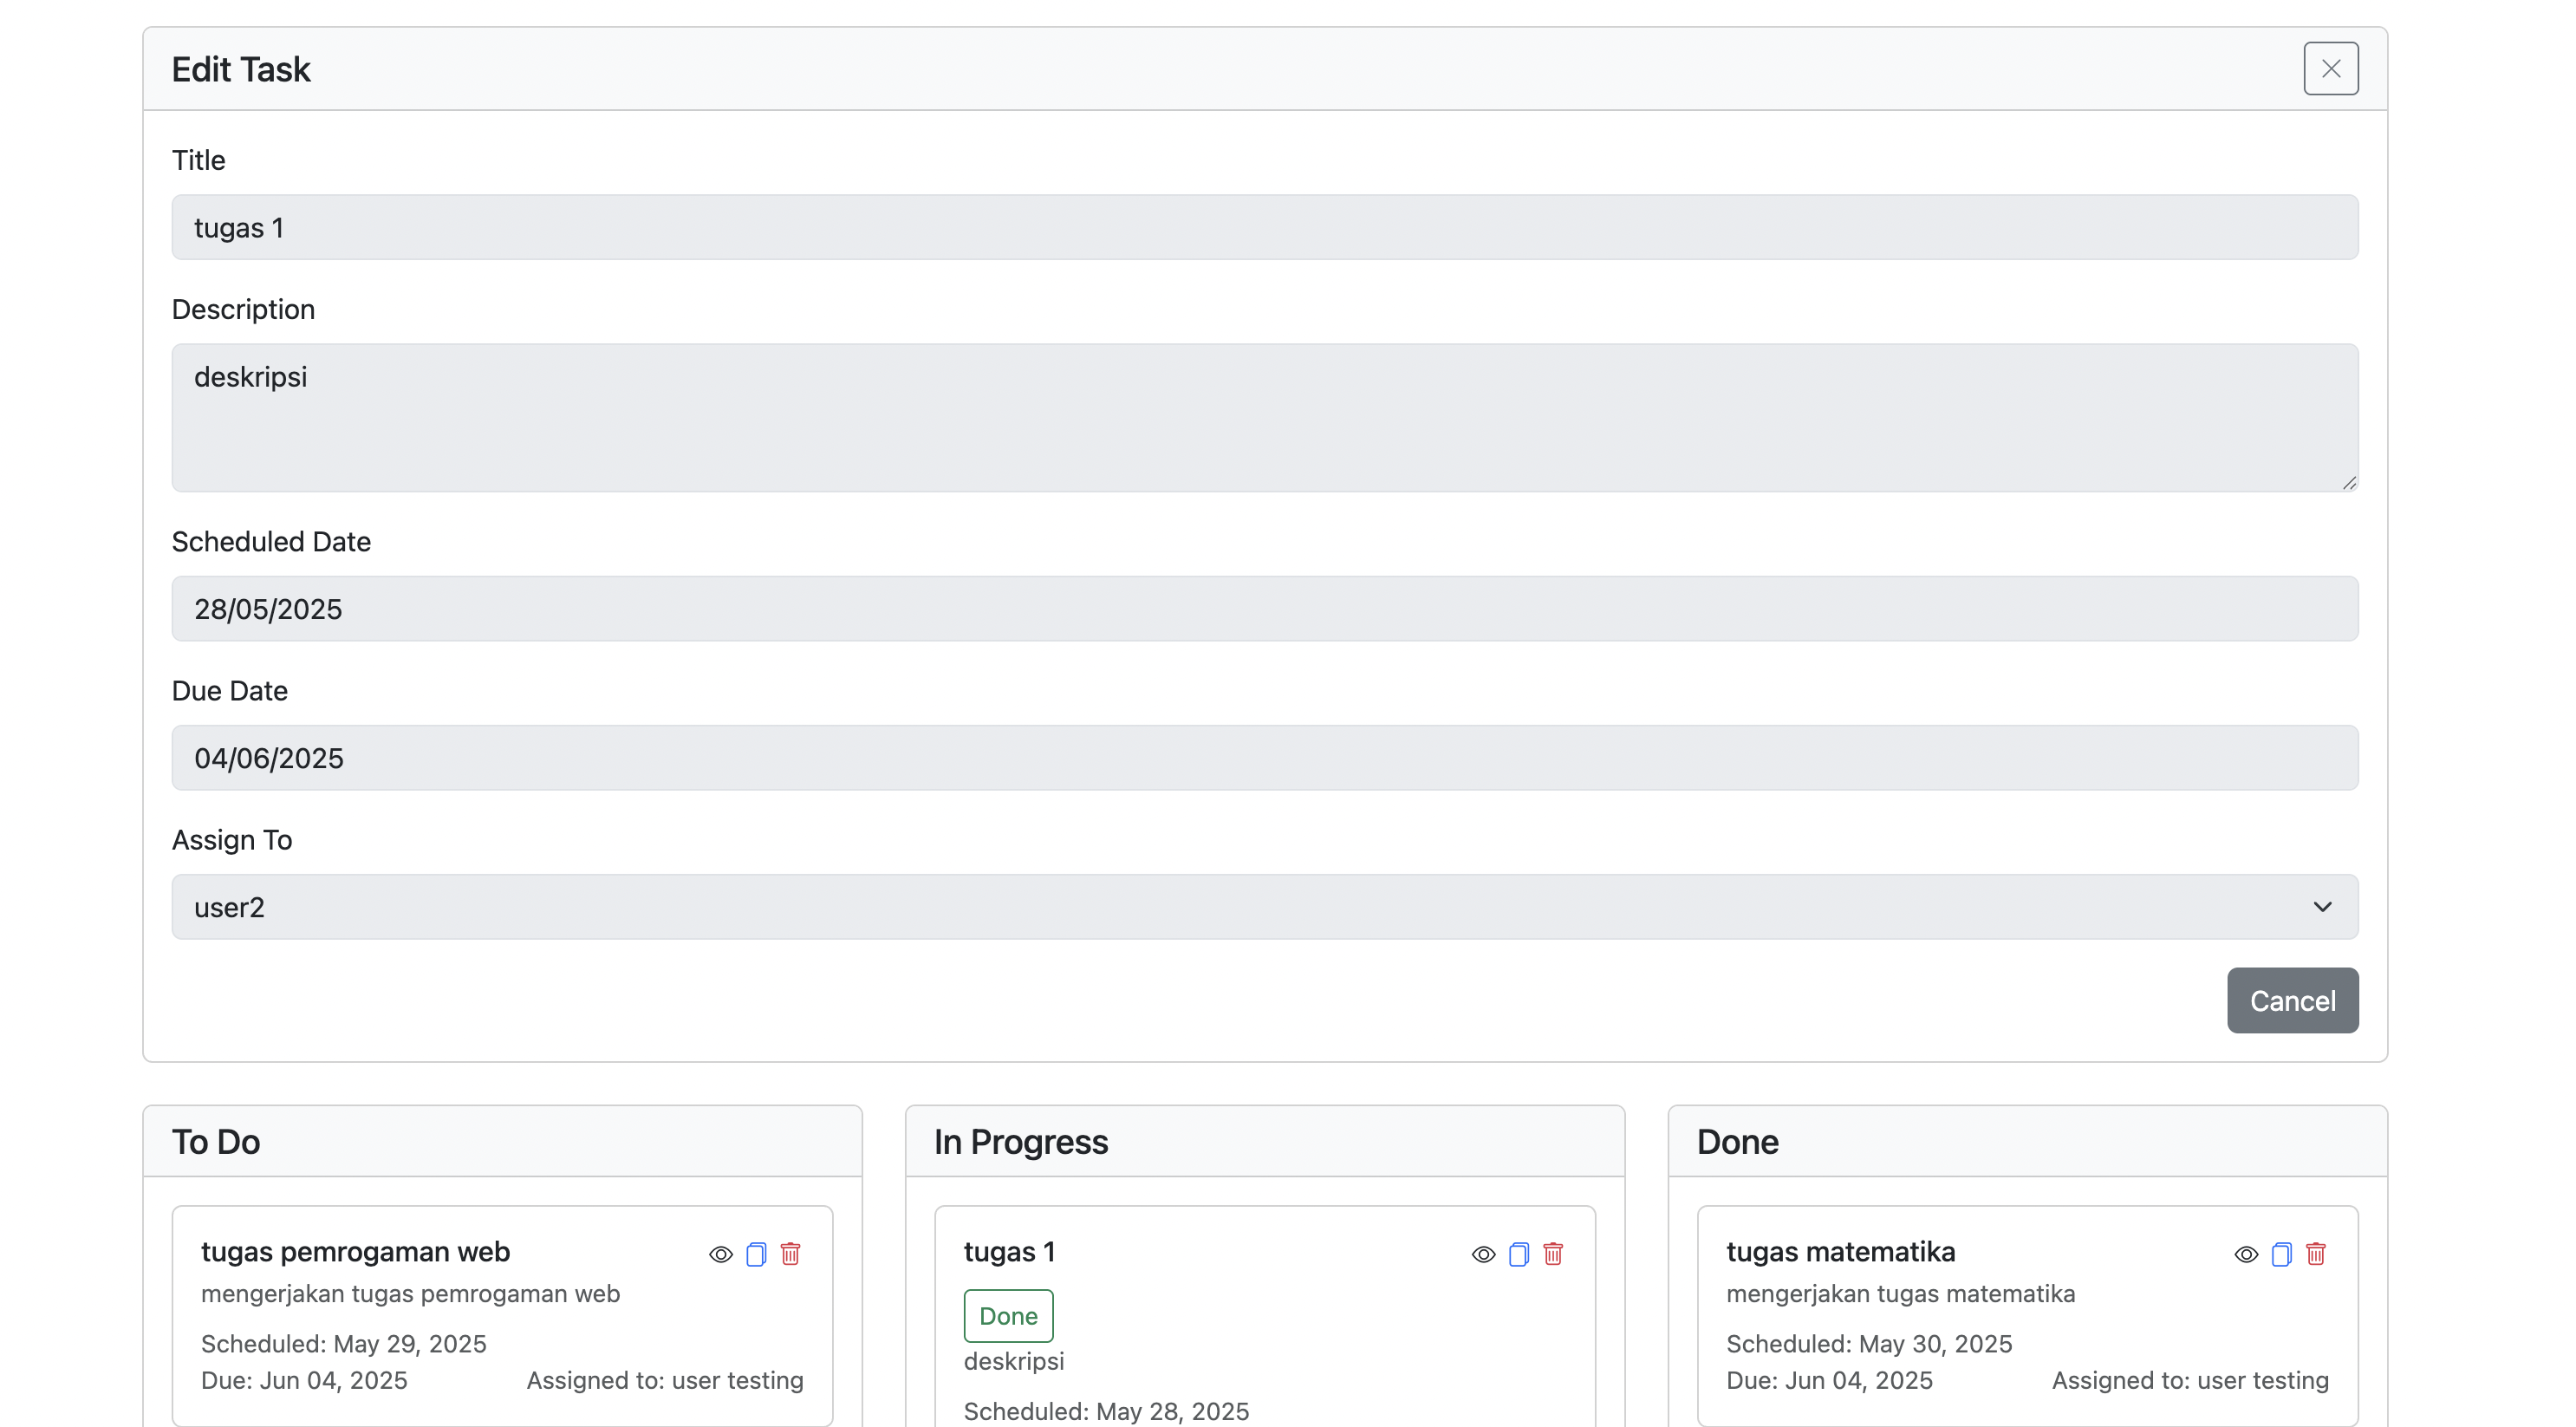 Edit Task
Title
tugas 1
Description
deskripsi
Scheduled Date
28/05/2025
Due Date
04/06/2025
Assign To
user2
Cancel
To Do
tugas pemrogaman web
mengerjakan tugas pemrogaman web
Scheduled: May 29, 2025
Due: Jun 04, 2025 Assigned to: user testing
In Progress
tugas 1
Done
deskripsi
Scheduled: May 28, 2025
Done
tugas matematika
mengerjakan tugas matematika
Scheduled: May 30, 2025
Due: Jun 04, 2025 Assigned to: user testing